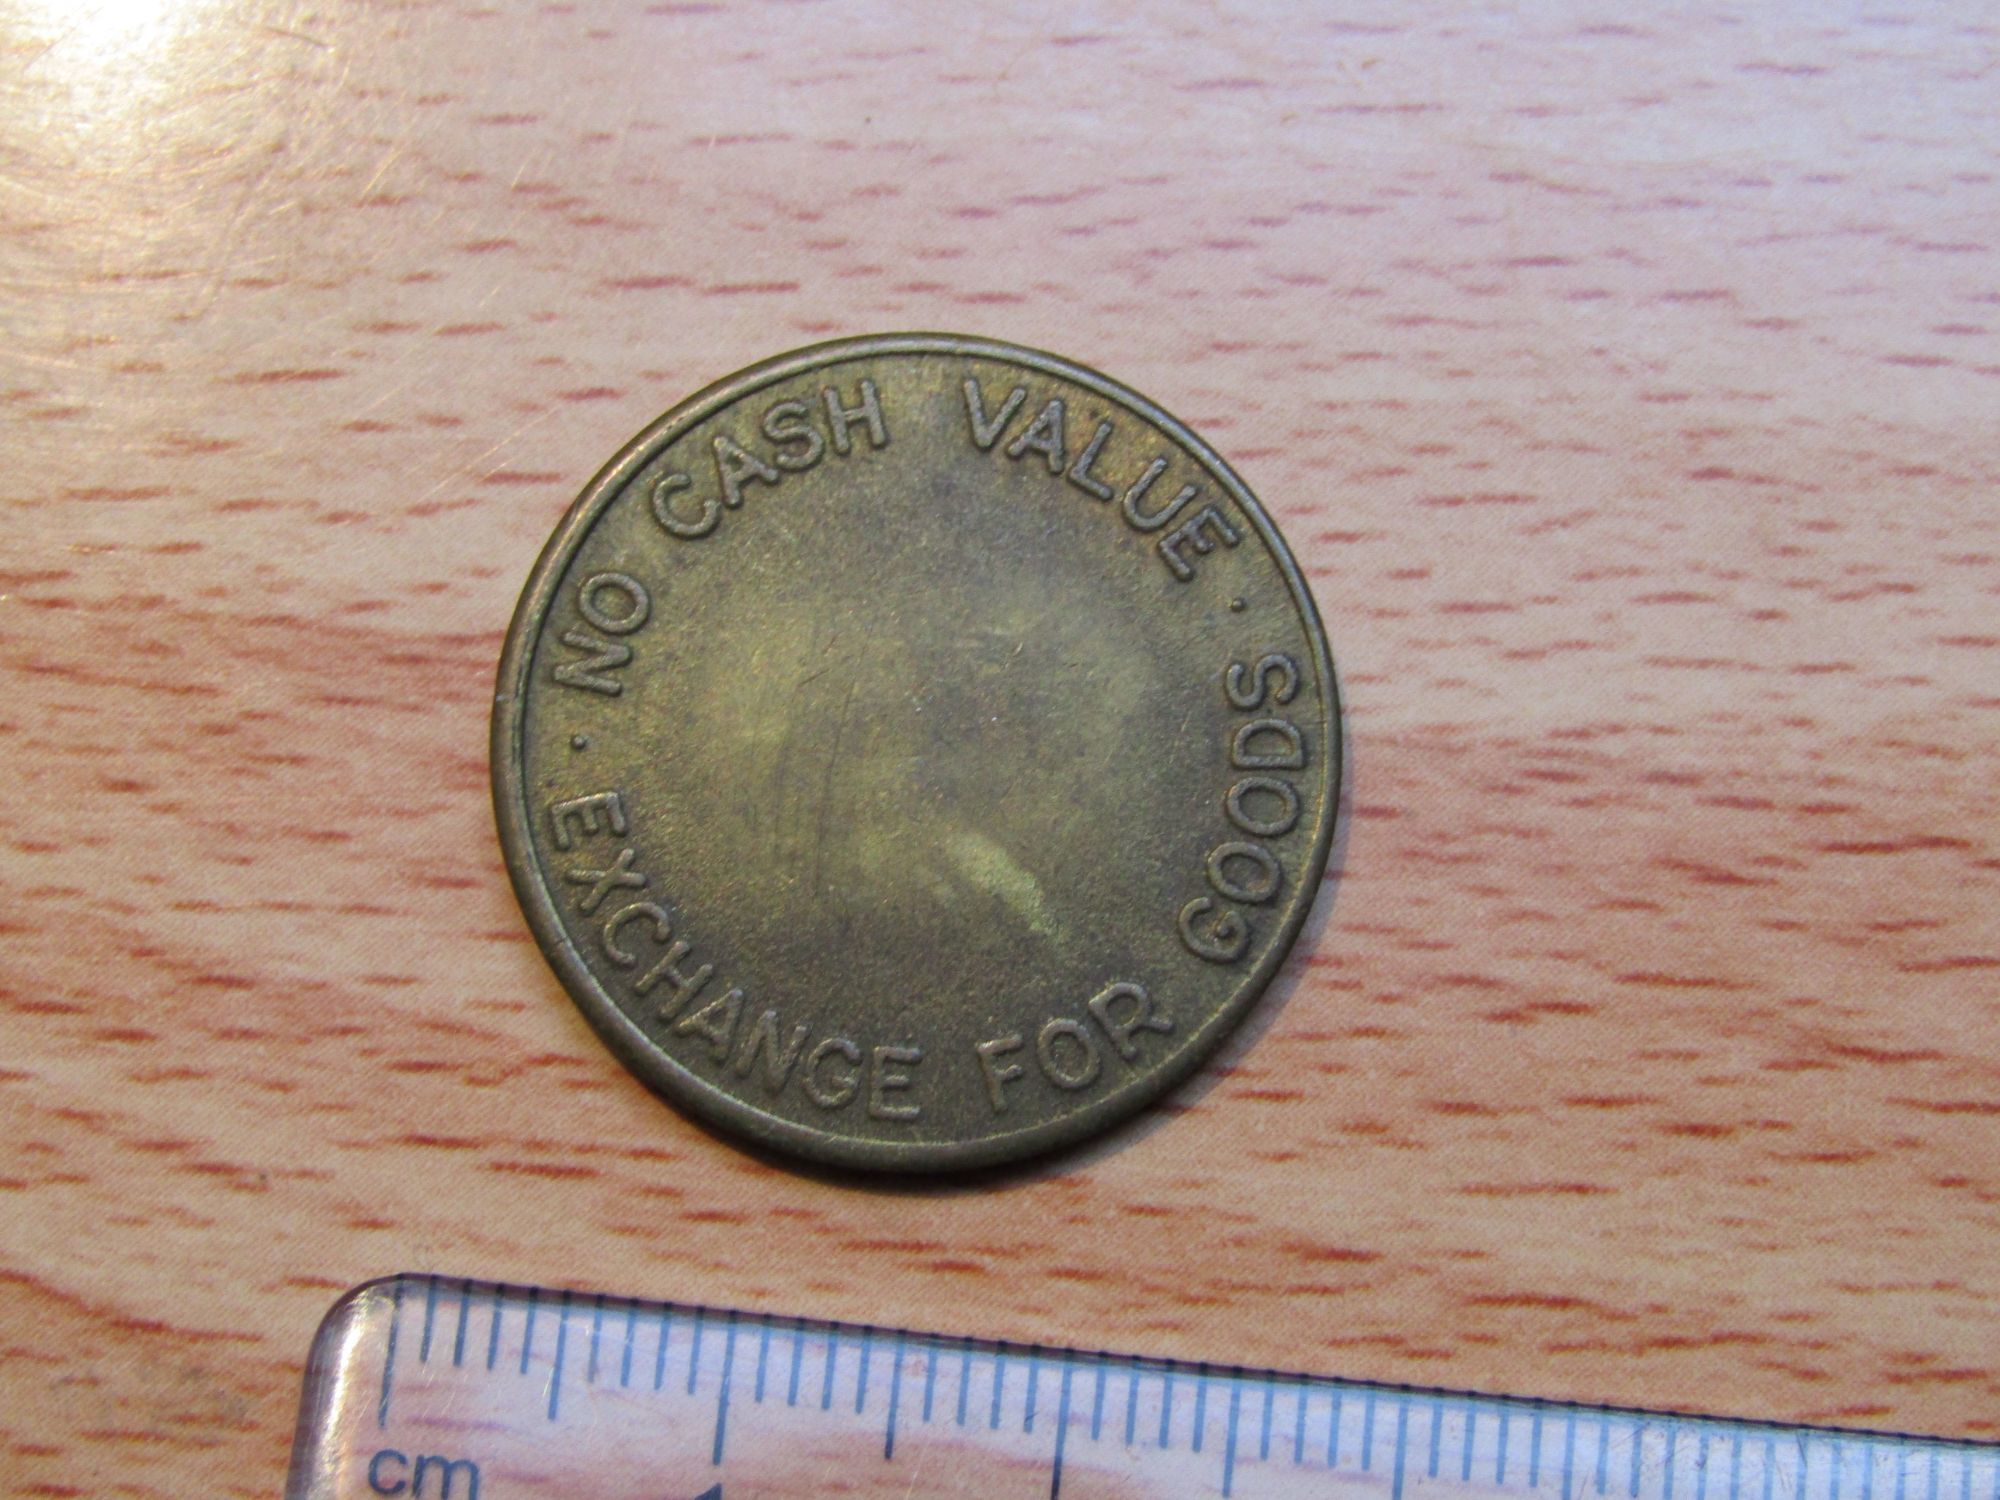 · NO CASH VALUE ·
EXCHANGE FOR GOODS
cm